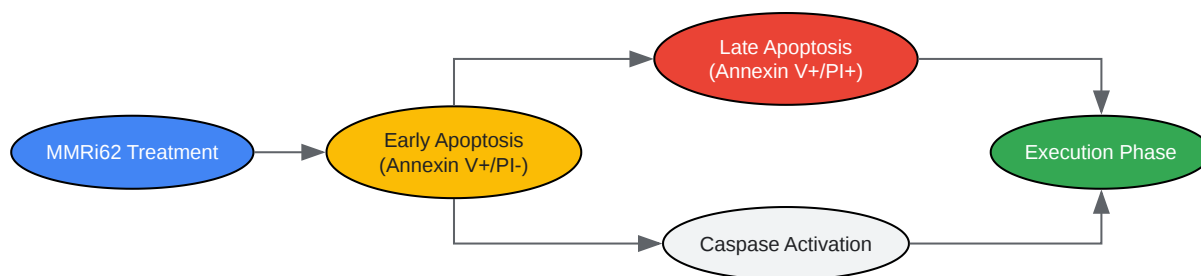 MMRi62 Treatment
Early Apoptosis
(Annexin V+/PI-)
Late Apoptosis
(Annexin V+/PI+)
Caspase Activation
Execution Phase